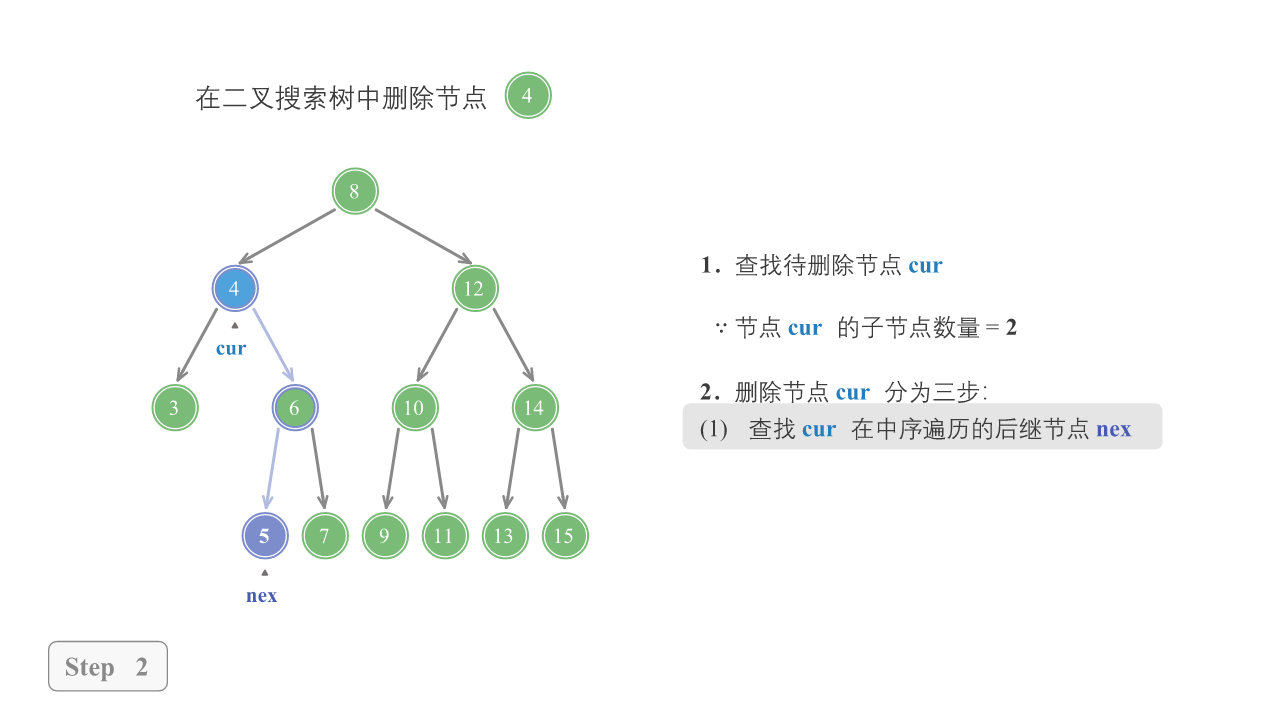 在二叉搜索树中删除节点 4
8
4
12
cur
3
6
10
14
5
7
9
11
13
15
nex
1. 查找待删除节点 cur
∵ 节点 cur 的子节点数量 = 2
2. 删除节点 cur 分为三步:
(1) 查找 cur 在中序遍历的后继节点 nex
Step 2